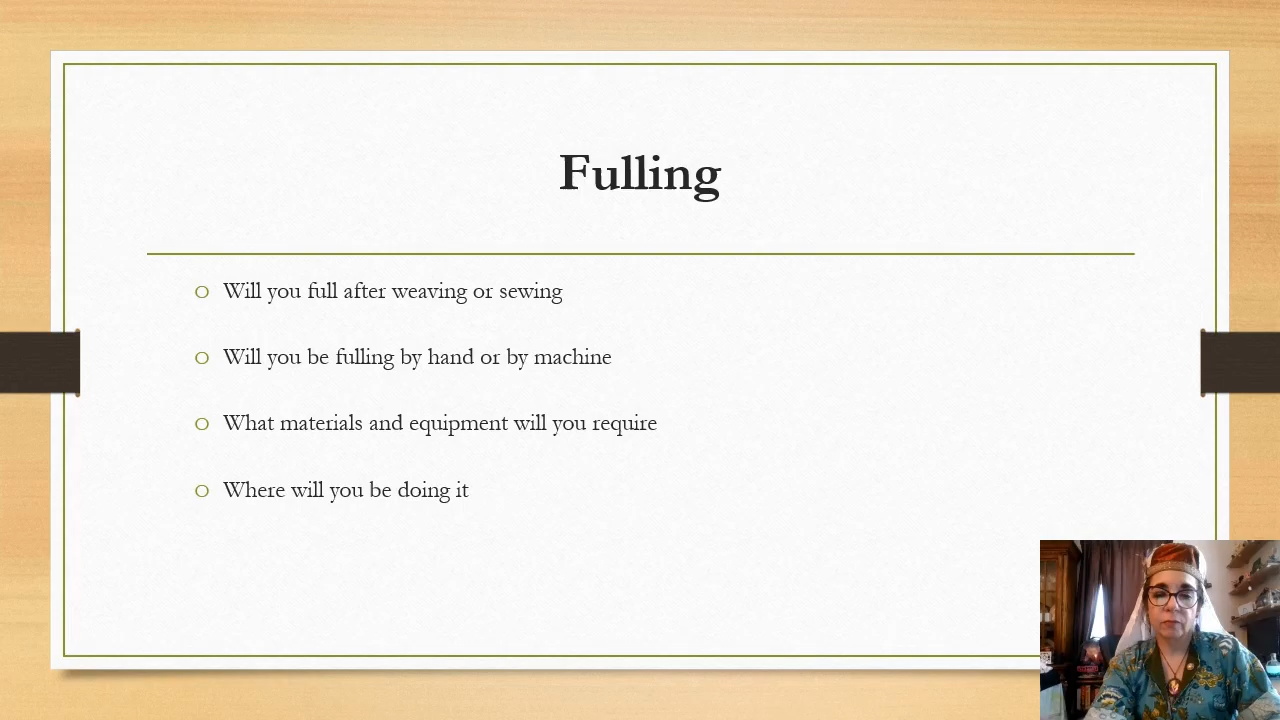 Fulling
Will you full after weaving or sewing
Will you be fulling by hand or by machine
What materials and equipment will you require
Where will you be doing it